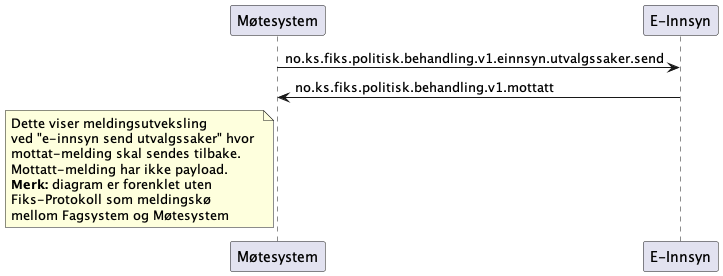 Møtesystem
E-Innsyn
no.ks.fiks.politisk.behandling.v1.einnsyn.utvalgssaker.send
no.ks.fiks.politisk.behandling.v1.mottatt
Dette viser meldingsutveksling
ved "e-innsyn send utvalgssaker" hvor
mottat-melding skal sendes tilbake.
Mottatt-melding har ikke payload.
Merk: diagram er forenklet uten
Fiks-Protokoll som meldingskø
mellom Fagsystem og Møtesystem
Møtesystem
E-Innsyn